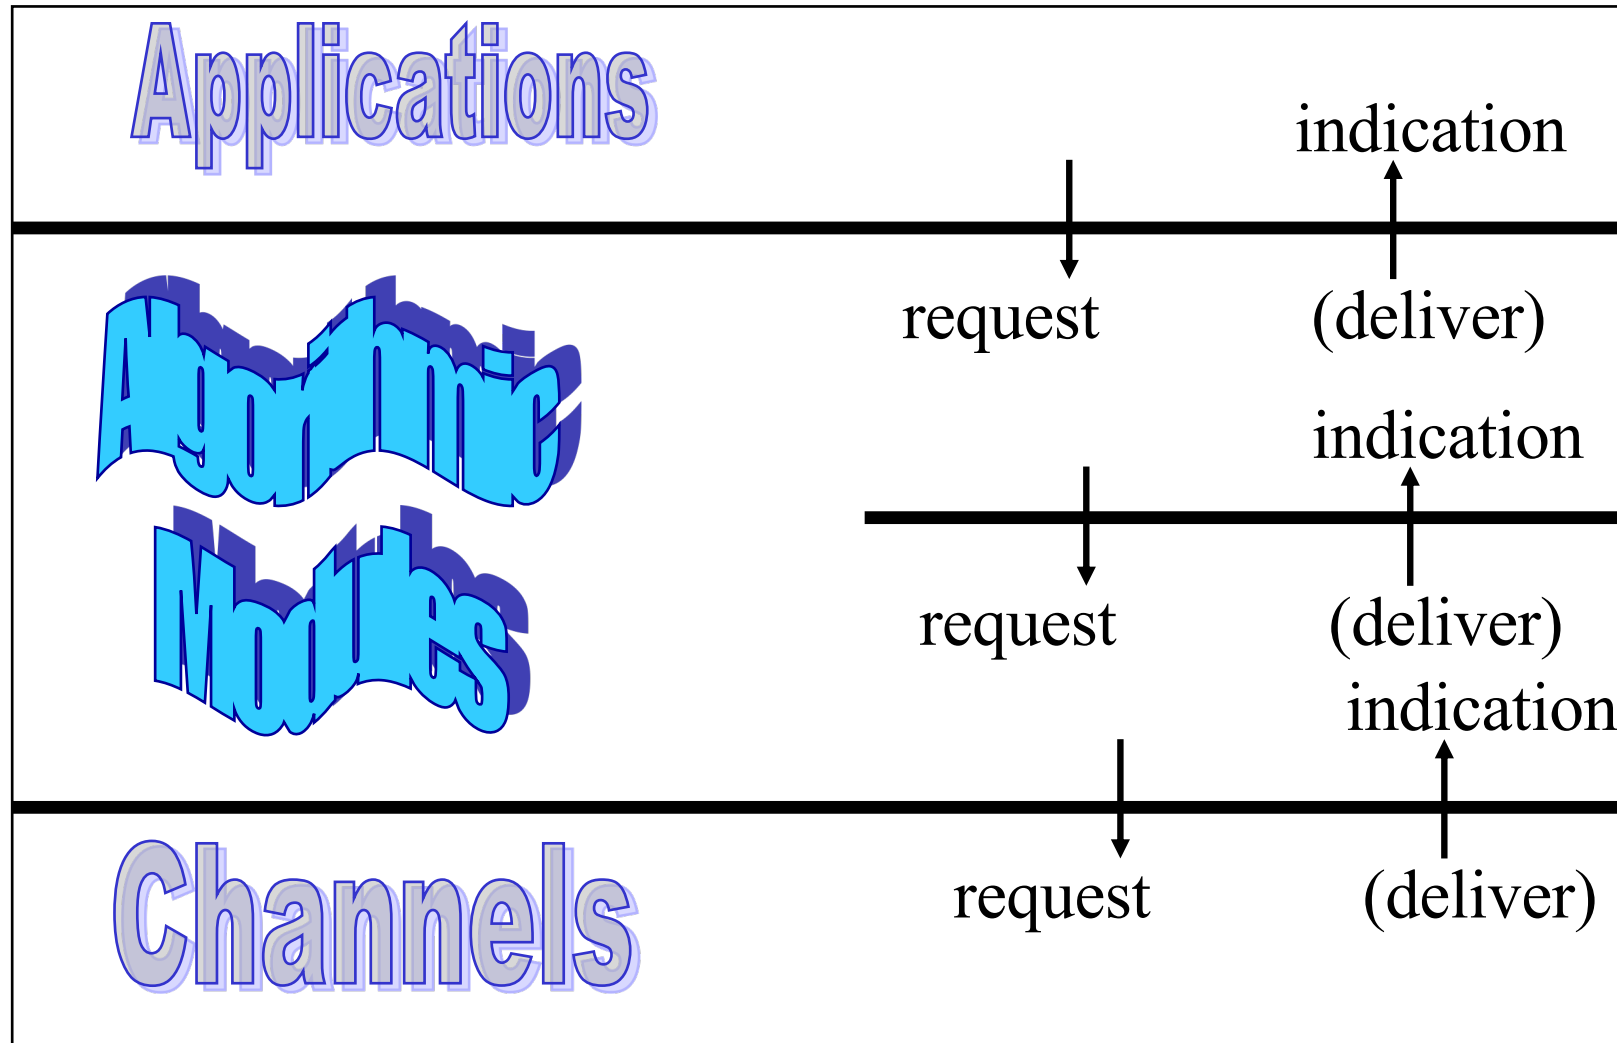 Applications
indication
request (deliver)
Algorithmic
indication
Modules
request (deliver)
indication
Channels
request (deliver)